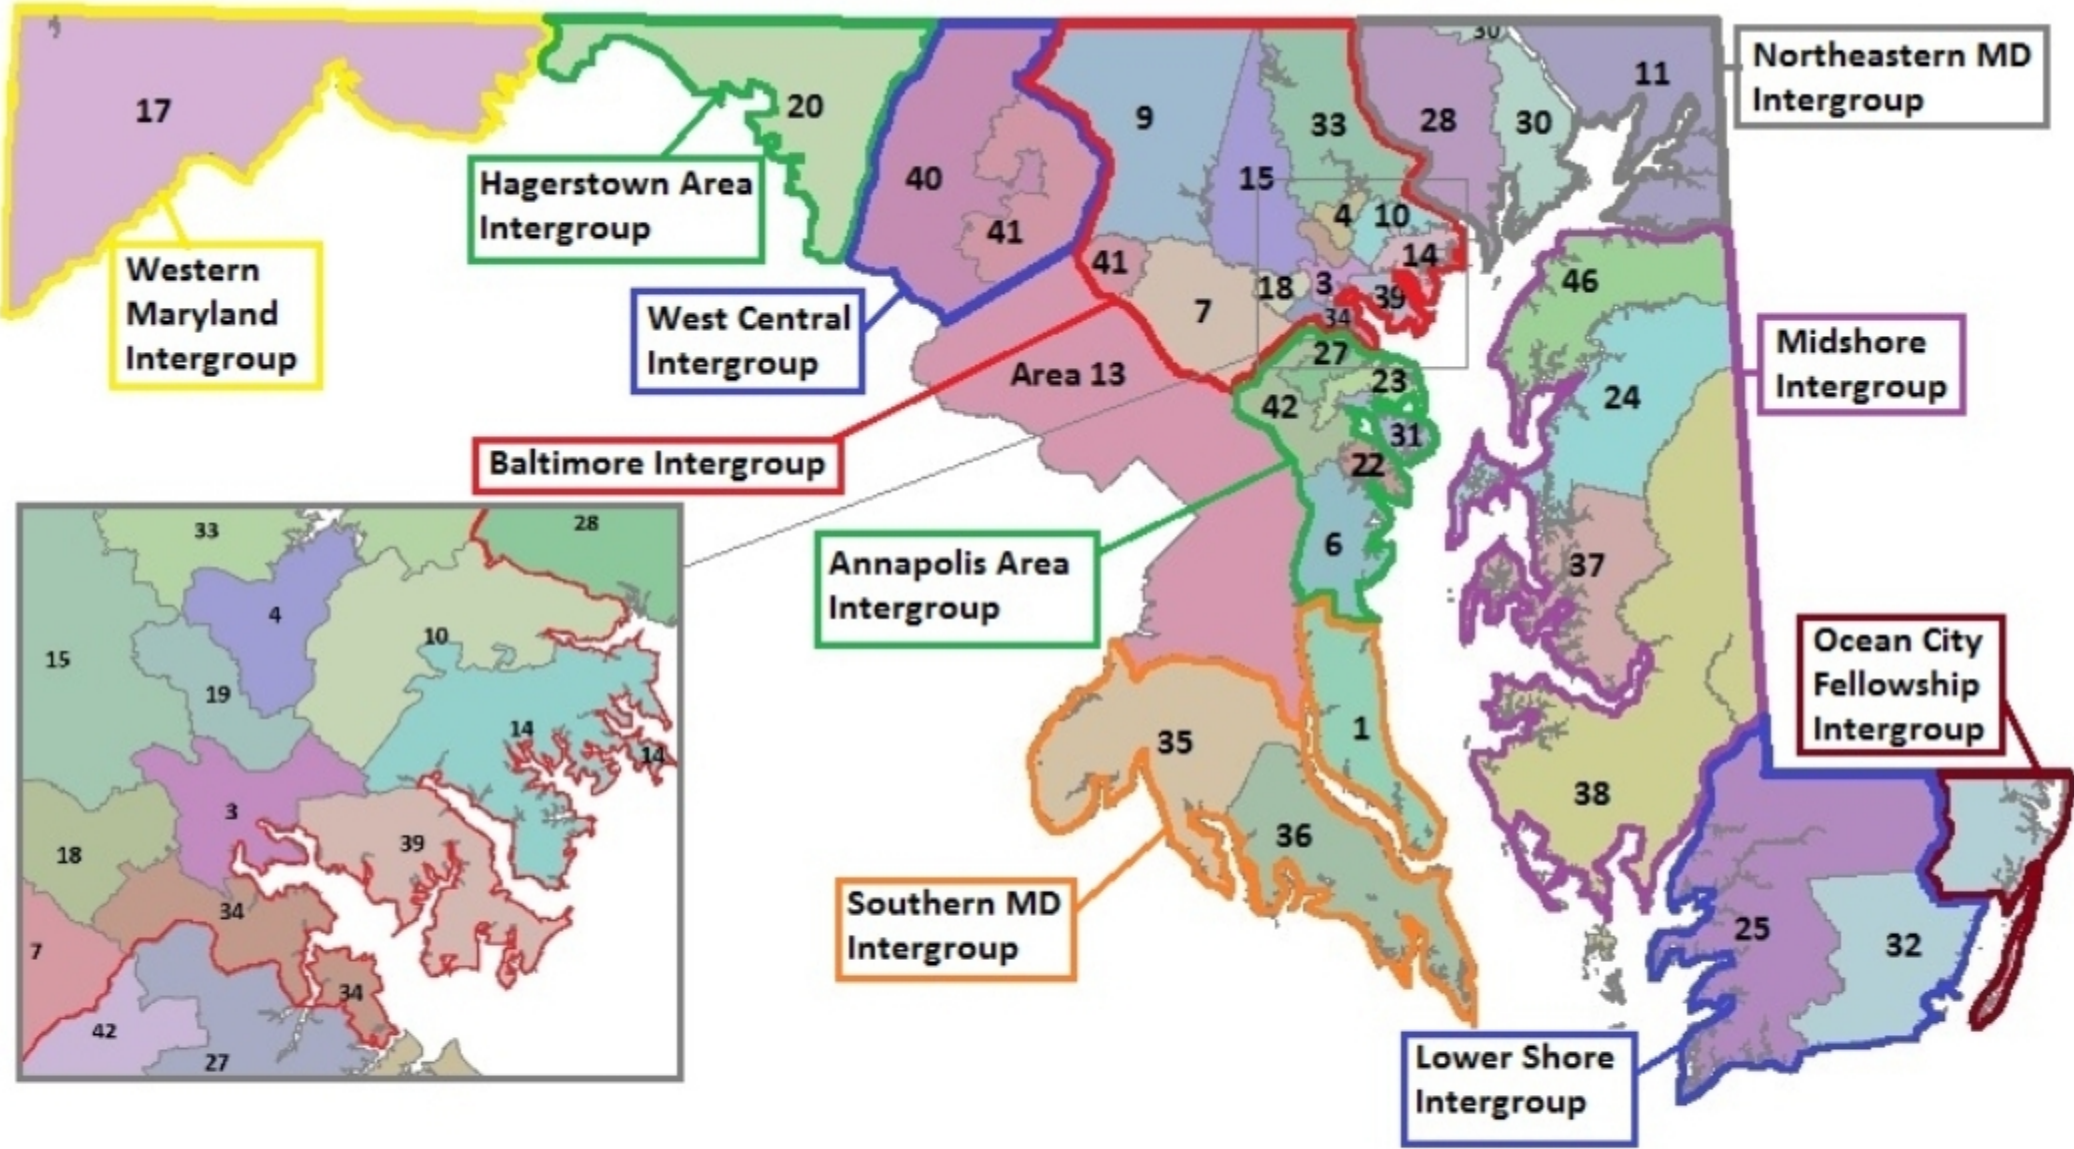 30
11
Northeastern MD
Intergroup
17
20
9
33
28
30
Hagerstown Area
Intergroup
40
15
41
4
10
14
41
Western
Maryland
Intergroup
West Central
Intergroup
7
18
3
39
34
46
Midshore
Intergroup
Area 13
27
23
42
31
22
24
Baltimore Intergroup
33
28
4
15
10
19
14
14
3
39
18
34
7
34
42
27
Annapolis Area
Intergroup
6
37
Ocean City
Fellowship
Intergroup
35
1
38
36
Southern MD
Intergroup
25
32
Lower Shore
Intergroup